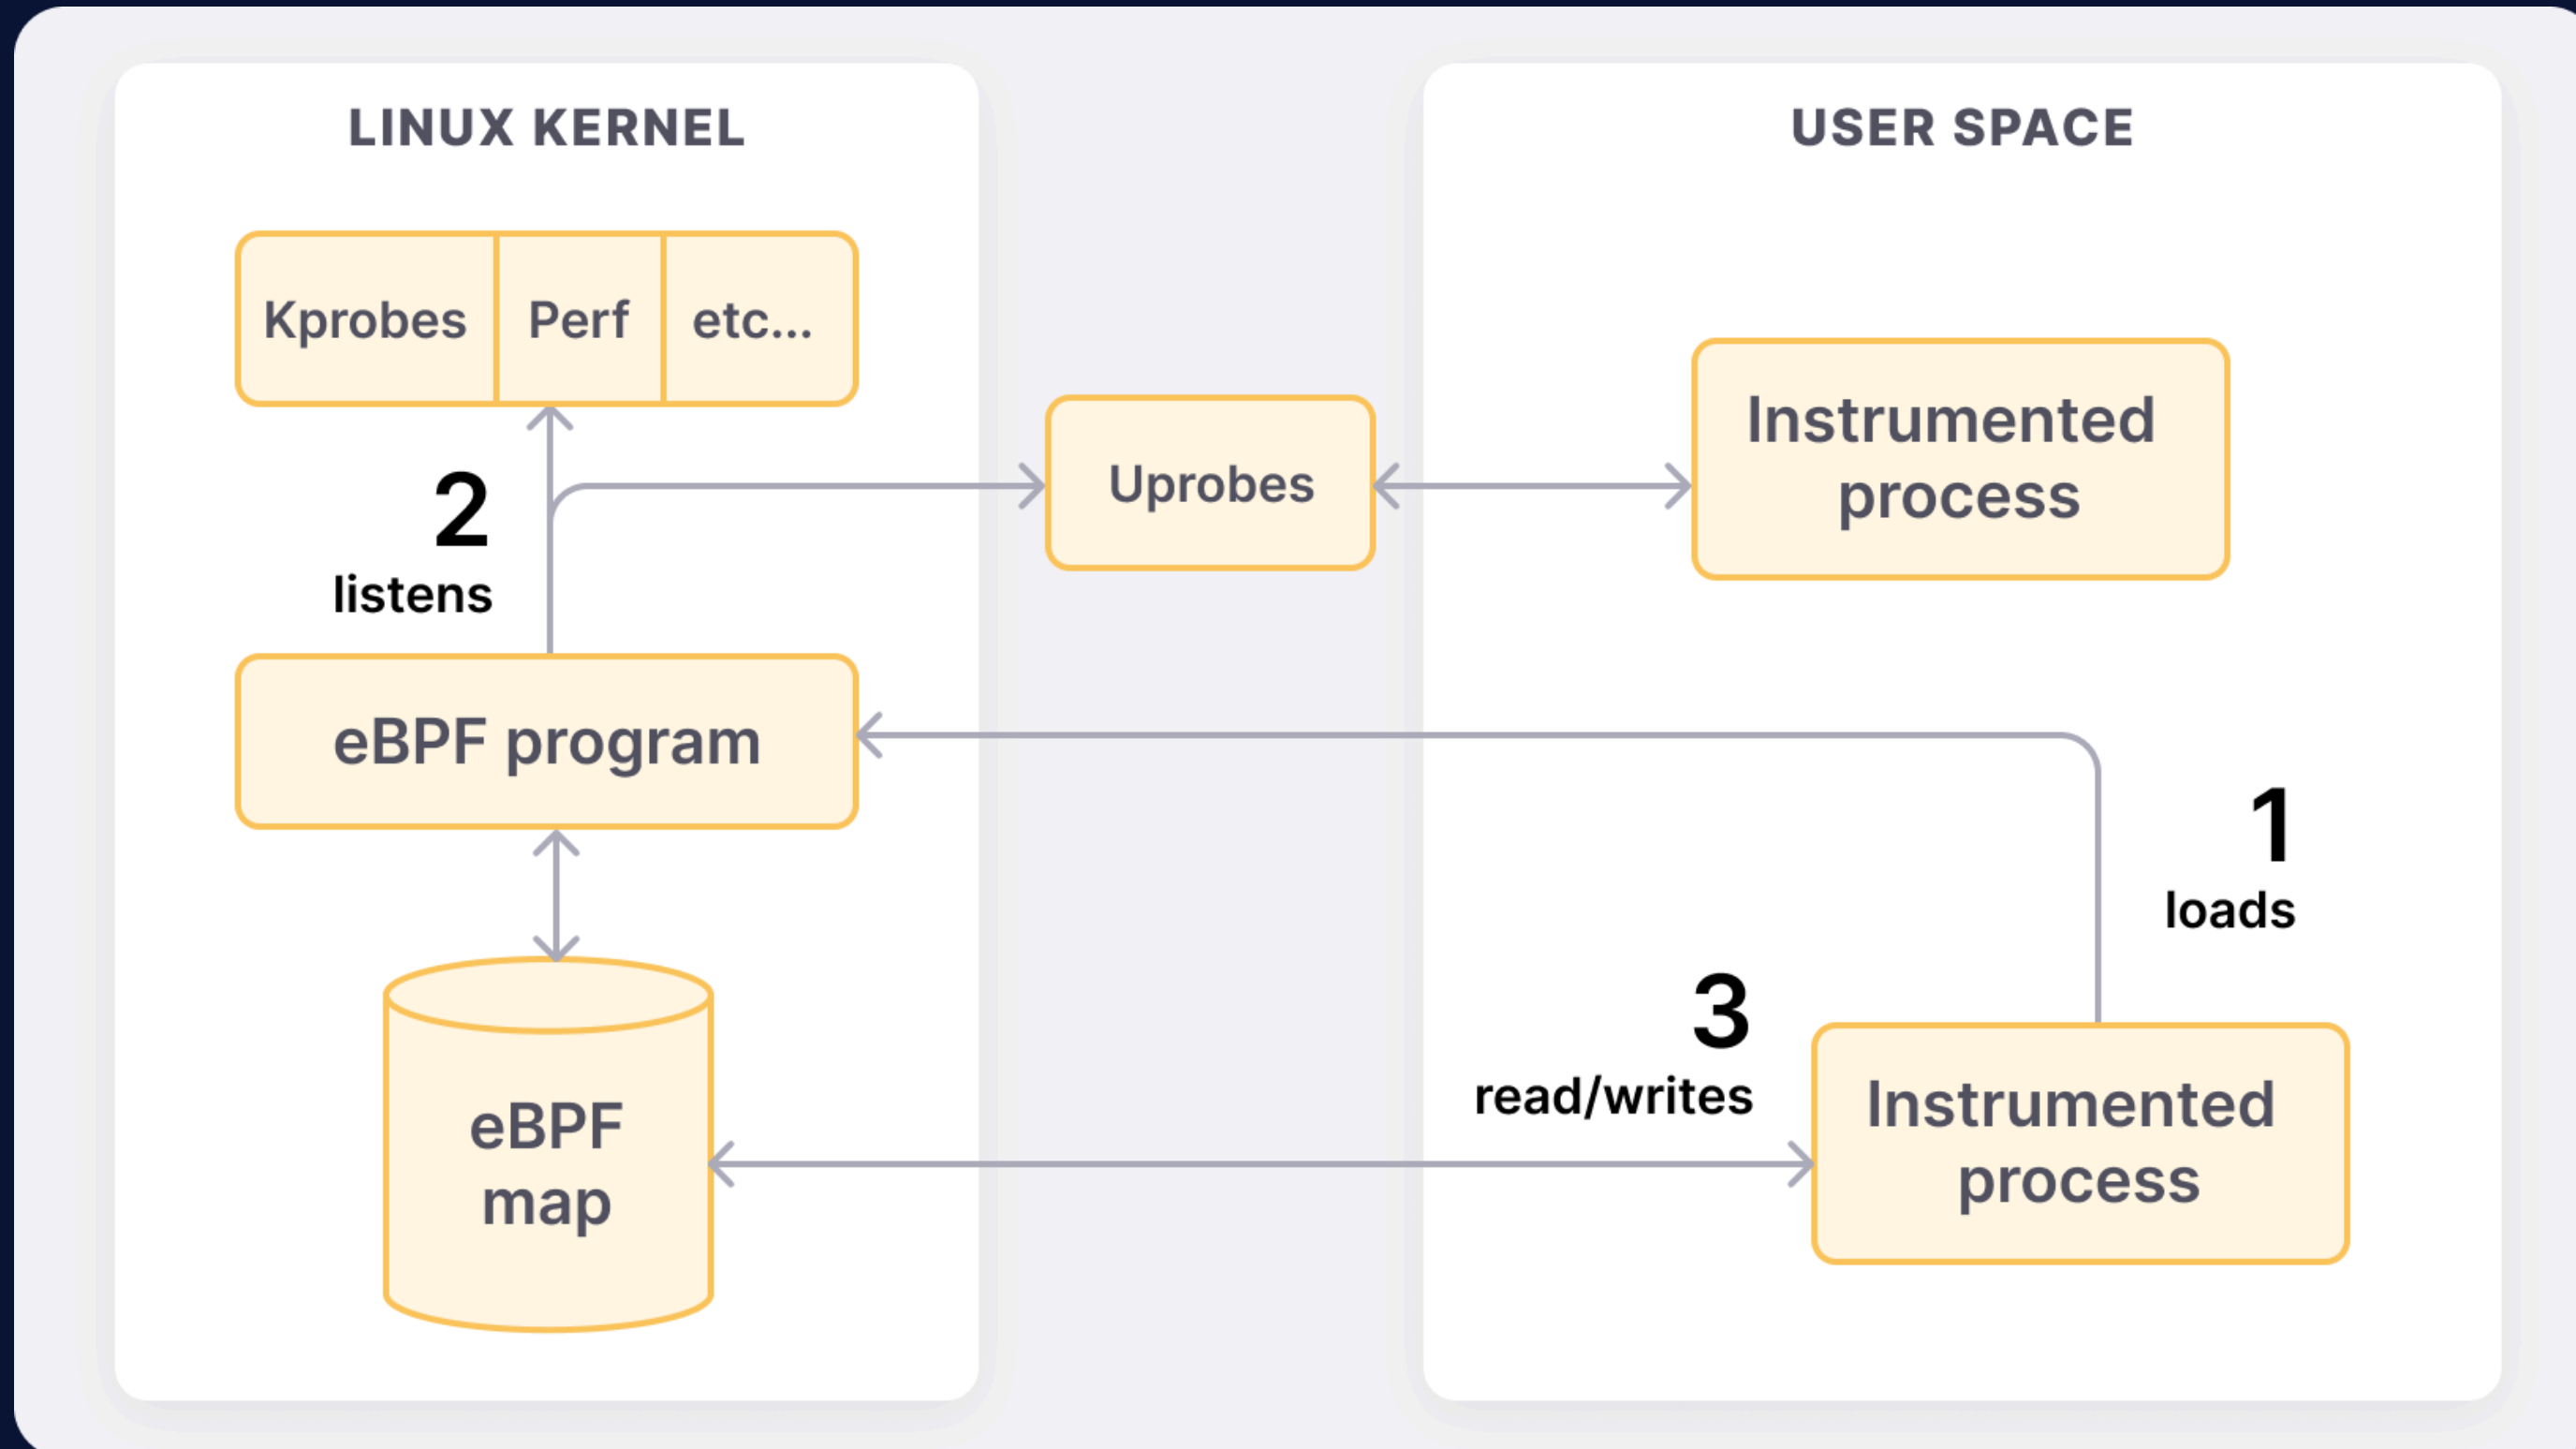 LINUX KERNEL
Kprobes
Perf
etc...
2
listens
eBPF program
eBPF
map
Uprobes
USER SPACE
Instrumented
process
1
loads
3
read/writes
Instrumented
process